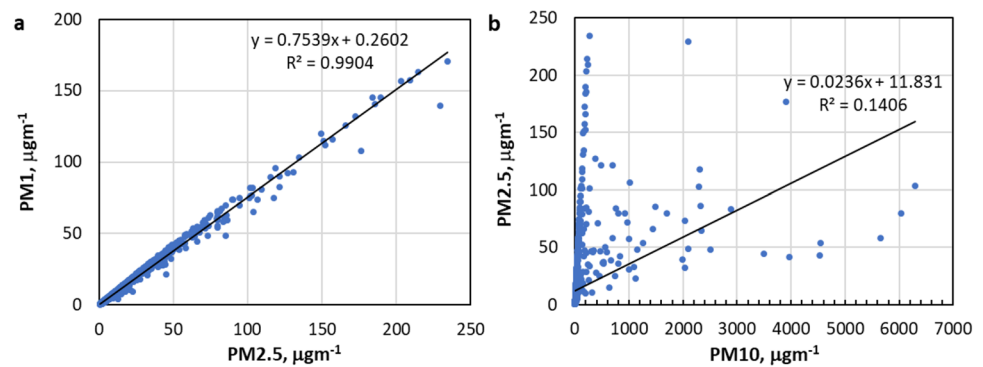 a
y = 0.7539x + 0.2602
R² = 0.9904
200
150
100
50
0
0 50 100 150 200 250
PM1, µgm⁻¹
PM2.5, µgm⁻¹
b
y = 0.0236x + 11.831
R² = 0.1406
250
200
150
100
50
0
0 1000 2000 3000 4000 5000 6000 7000
PM2.5, µgm⁻¹
PM10, µgm⁻¹